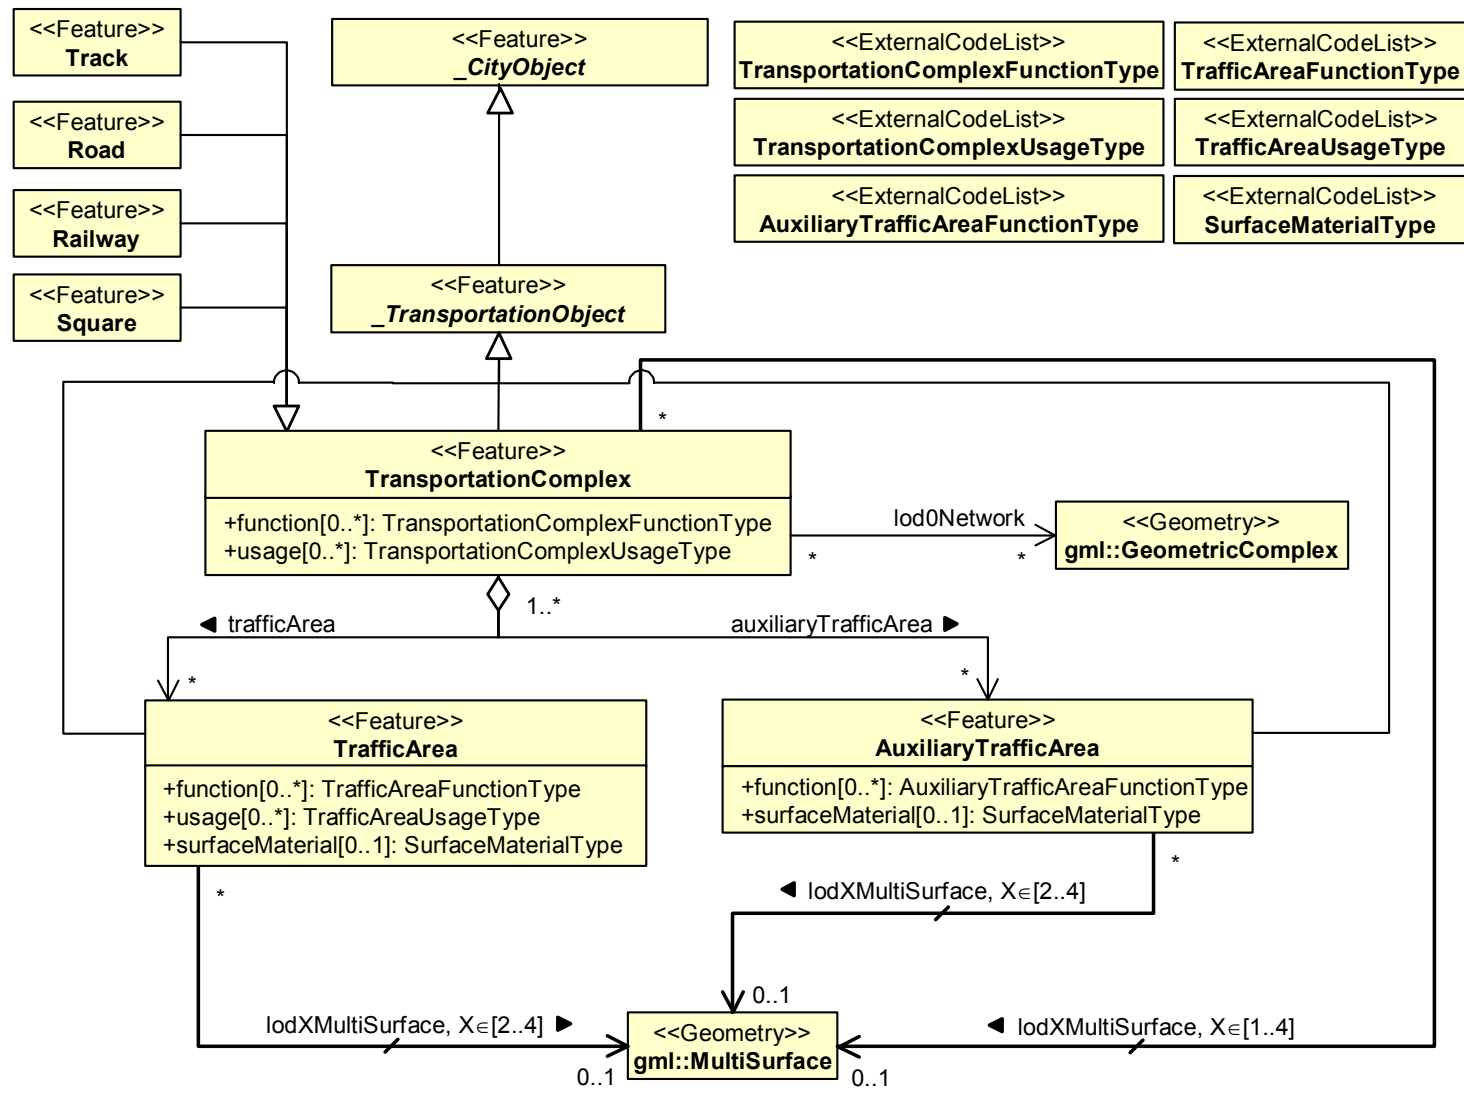 <<Feature>>
Track
<<Feature>>
Road
<<Feature>>
Railway
<<Feature>>
Square
<<Feature>>
_CityObject
<<ExternalCodeList>>
TransportationComplexFunctionType
<<ExternalCodeList>>
TrafficAreaFunctionType
<<ExternalCodeList>>
TransportationComplexUsageType
<<ExternalCodeList>>
TrafficAreaUsageType
<<ExternalCodeList>>
AuxiliaryTrafficAreaFunctionType
<<ExternalCodeList>>
SurfaceMaterialType
<<Feature>>
_TransportationObject
*
<<Feature>>
TransportationComplex
+function[0..*]: TransportationComplexFunctionType
+usage[0..*]: TransportationComplexUsageType
lod0Network
*
*
<<Geometry>>
gml::GeometricComplex
1..*
◄ trafficArea
auxiliaryTrafficArea ►
*
*
<<Feature>>
TrafficArea
+function[0..*]: TrafficAreaFunctionType
+usage[0..*]: TrafficAreaUsageType
+surfaceMaterial[0..1]: SurfaceMaterialType
<<Feature>>
AuxiliaryTrafficArea
+function[0..*]: AuxiliaryTrafficAreaFunctionType
+surfaceMaterial[0..1]: SurfaceMaterialType
*
*
◄ lodXMultiSurface, X∈[2..4]
0..1
lodXMultiSurface, X∈[2..4] ►
0..1
<<Geometry>>
gml::MultiSurface
◄ lodXMultiSurface, X∈[1..4]
0..1